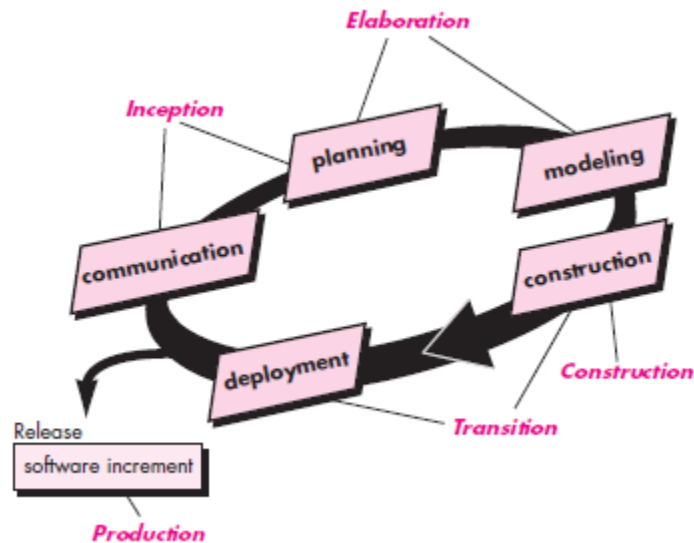 Elaboration
Inception
planning
modeling
communication
construction
deployment
Construction
Transition
Release
software increment
Production